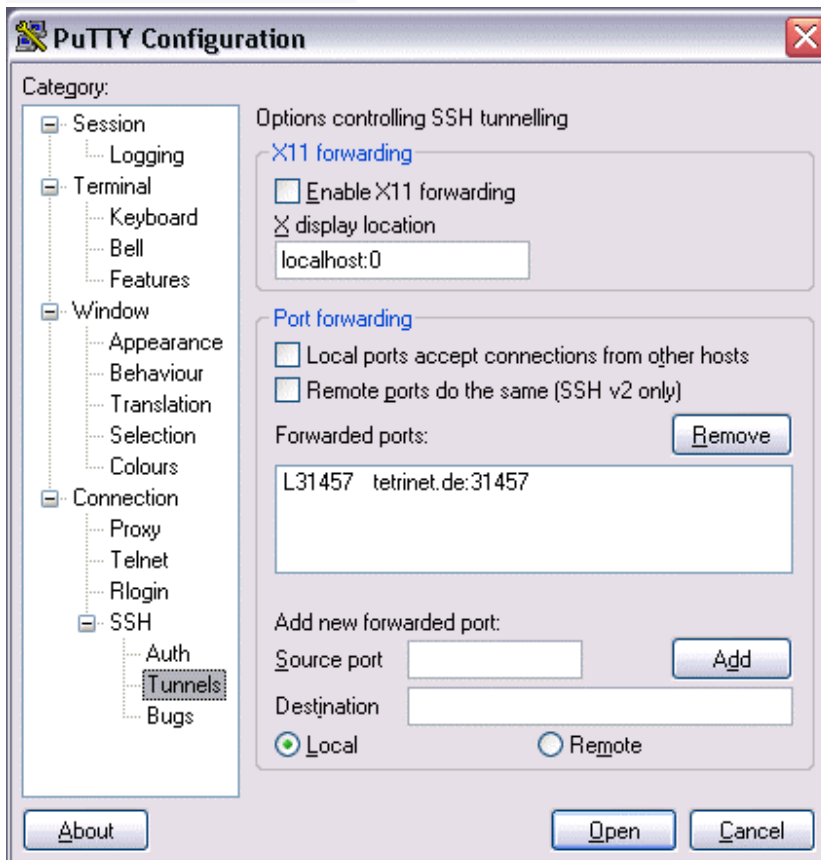 PuTTY Configuration
Category:
Session
Logging
Terminal
Keyboard
Bell
Features
Window
Appearance
Behaviour
Translation
Selection
Colours
Connection
Proxy
Telnet
Rlogin
SSH
Auth
Tunnels
Bugs
Options controlling SSH tunnelling
X11 forwarding
Enable X11 forwarding
X display location
localhost:0
Port forwarding
Local ports accept connections from other hosts
Remote ports do the same (SSH v2 only)
Forwarded ports: Remove
L31457 tetrinet.de:31457
Add new forwarded port:
Source port Add
Destination
Local Remote
About Open Cancel